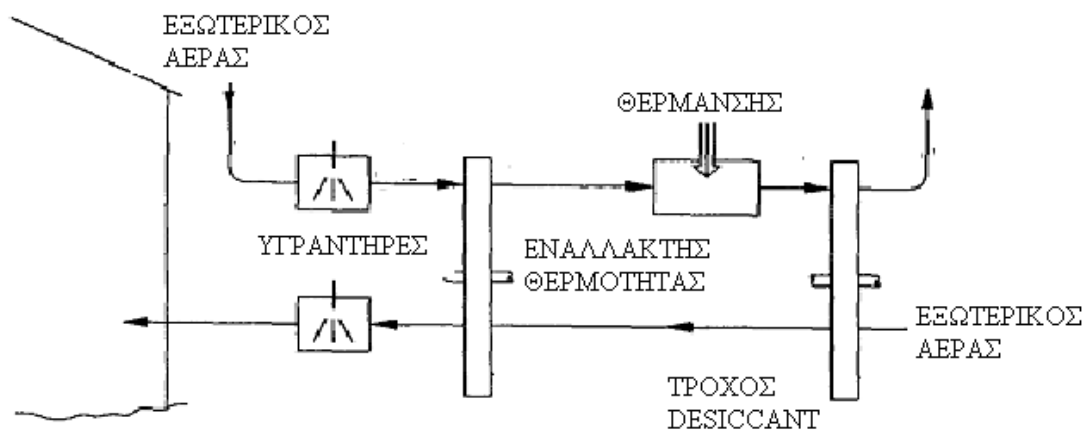 ΕΞΩΤΕΡΙΚΟΣ
ΑΕΡΑΣ
ΘΕΡΜΑΝΣΗΣ
ΥΓΡΑΝΤΗΡΕΣ
ΕΝΑΛΛΑΚΤΗΣ
ΘΕΡΜΟΤΗΤΑΣ
ΕΞΩΤΕΡΙΚΟΣ
ΑΕΡΑΣ
ΤΡΟΧΟΣ
DESICCANT